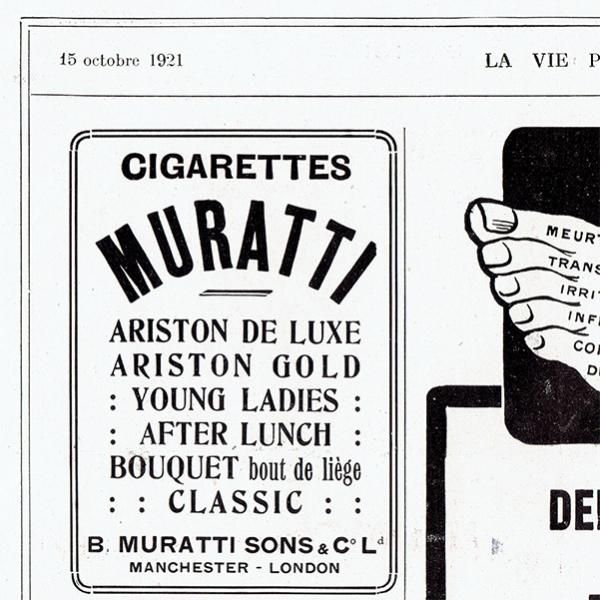 15 octobre 1921
LA VIE
CIGARETTES
MURATTI
ARISTON DE LUXE
ARISTON GOLD
: YOUNG LADIES :
: AFTER LUNCH :
BOUQUET bout de liège
: : CLASSIC : :
B. MURATTI SONS & Cº Lᵈ
MANCHESTER - LONDON